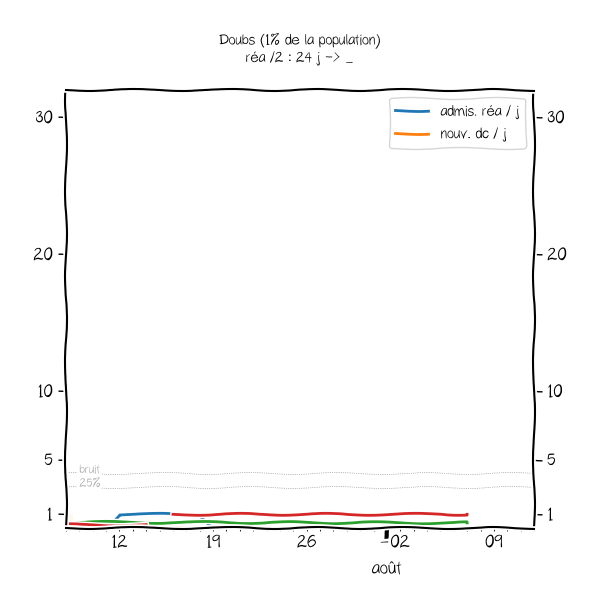 Doubs (1% de la population)
réa /2 : 24 j -> _
admis. réa / j
nouv. dc / j
30
30
20
20
10
10
5
5
bruit
25%
1
1
12
19
26
02
09
août